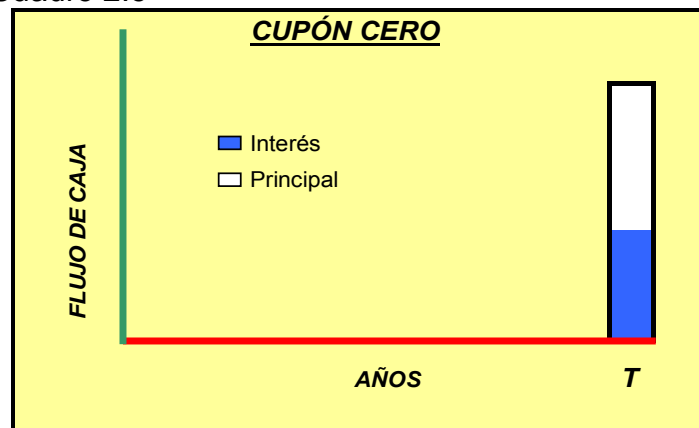 CUPÓN CERO
Interés
Principal
FLUJO DE CAJA
AÑOS
T